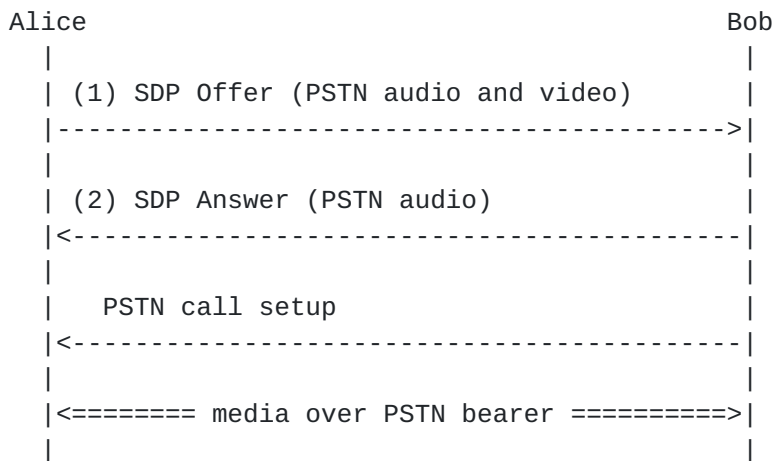 Alice Bob
| |
| (1) SDP Offer (PSTN audio and video) |
|------------------------------------------->|
| |
| (2) SDP Answer (PSTN audio) |
|<-------------------------------------------|
| |
| PSTN call setup |
|<-------------------------------------------|
| |
|<======== media over PSTN bearer ==========>|
| |